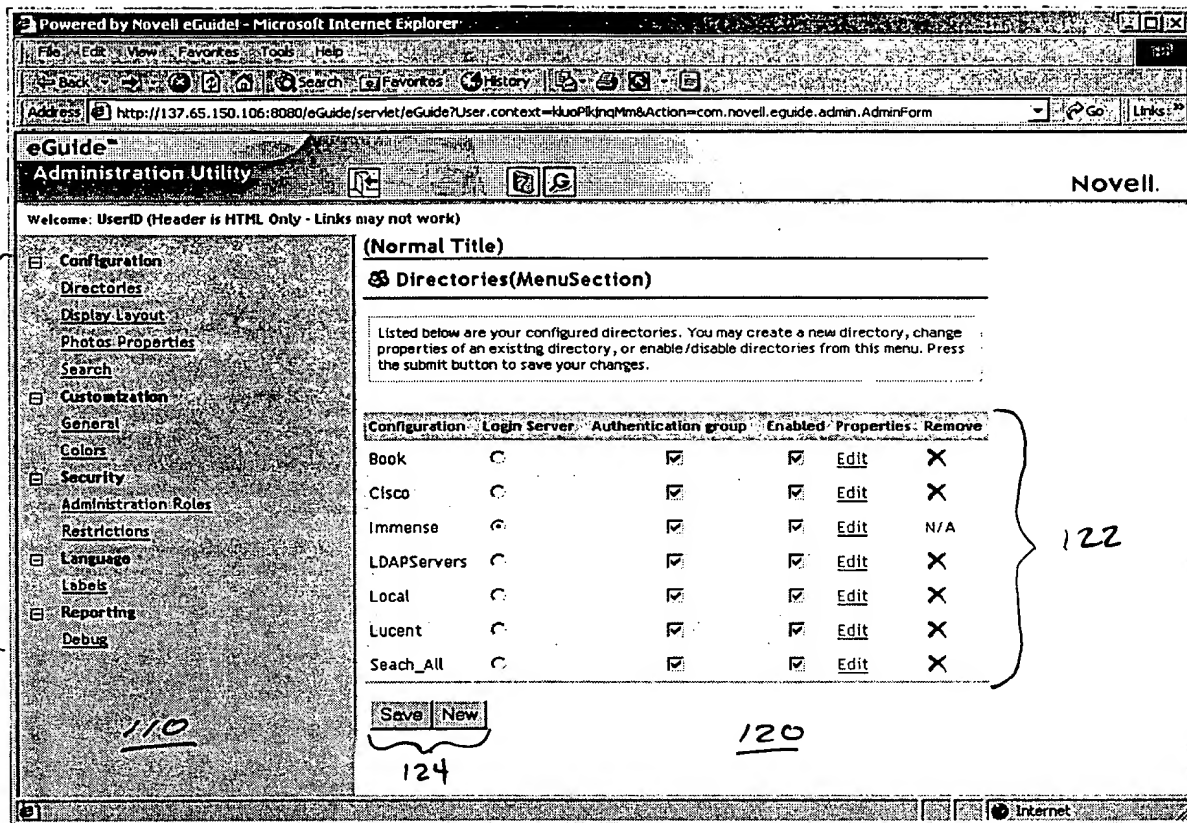 Powered by Novell eGuide! - Microsoft Internet Explorer
File Edit View Favorites Tools Help
Back Search Favorites History
Address http://137.65.150.106:8080/eGuide/servlet/eGuide?User.context=kluoPlkjnqMm&Action=com.novell.eguide.admin.AdminForm Go Links »
eGuide™
Administration Utility
Novell.
Welcome: UserID (Header is HTML Only - Links may not work)
Configuration
Directories
Display Layout
Photos Properties
Search
Customization
General
Colors
Security
Administration Roles
Restrictions
Language
Labels
Reporting
Debug
110
(Normal Title)
Directories(MenuSection)
Listed below are your configured directories. You may create a new directory, change
properties of an existing directory, or enable/disable directories from this menu. Press
the submit button to save your changes.
Configuration Login Server Authentication group Enabled Properties Remove
Book Edit
Cisco Edit
Immense Edit N/A
LDAPServers Edit
Local Edit
Lucent Edit
Seach_All Edit
122
Save New
124
120
Internet